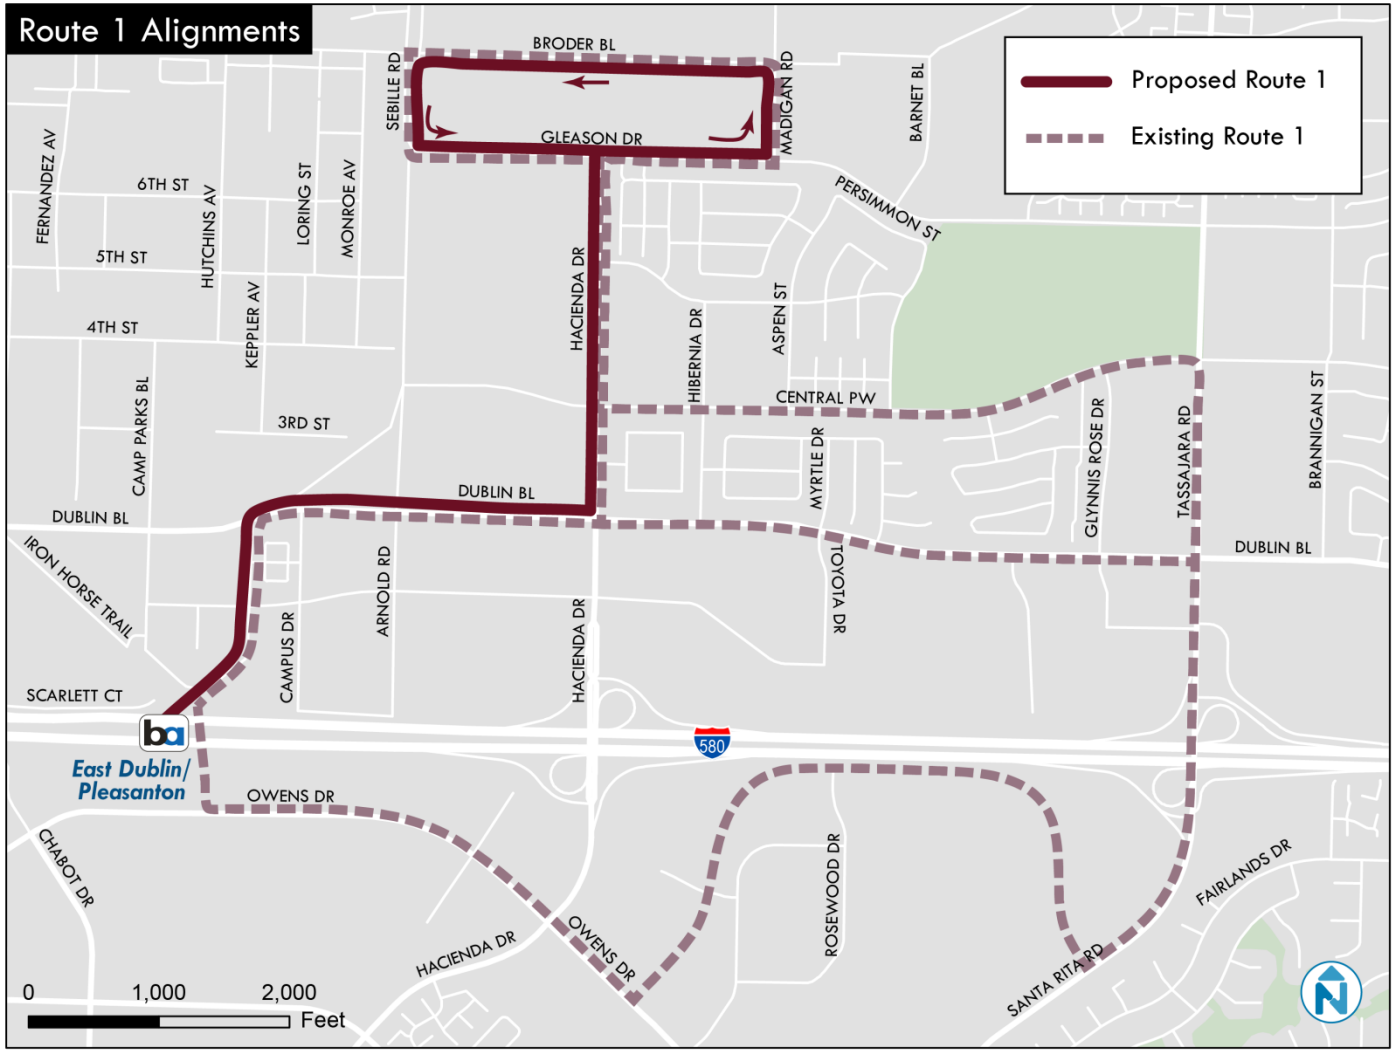 Route 1 Alignments
BRODER BL
SEBILLE RD
MADIGAN RD
BARNET BL
Proposed Route 1
Existing Route 1
GLEASON DR
FERNANDEZ AV
6TH ST
HUTCHINS AV
LORING ST
MONROE AV
PERSIMMON ST
5TH ST
HACIENDA DR
KEPPLER AV
4TH ST
HIBERNIA DR
ASPEN ST
CAMP PARKS BL
3RD ST
CENTRAL PW
GLYNNIS ROSE DR
TASSAJARA RD
BRANNIGAN ST
MYRTLE DR
DUBLIN BL
DUBLIN BL
DUBLIN BL
IRON HORSE TRAIL
ARNOLD RD
TOYOTA DR
CAMPUS DR
HACIENDA DR
SCARLETT CT
ba
580
East Dublin/
Pleasanton
OWENS DR
CHABOT DR
ROSEWOOD DR
FAIRLANDS DR
OWENS DR
HACIENDA DR
SANTA RITA RD
0 1,000 2,000
Feet
N